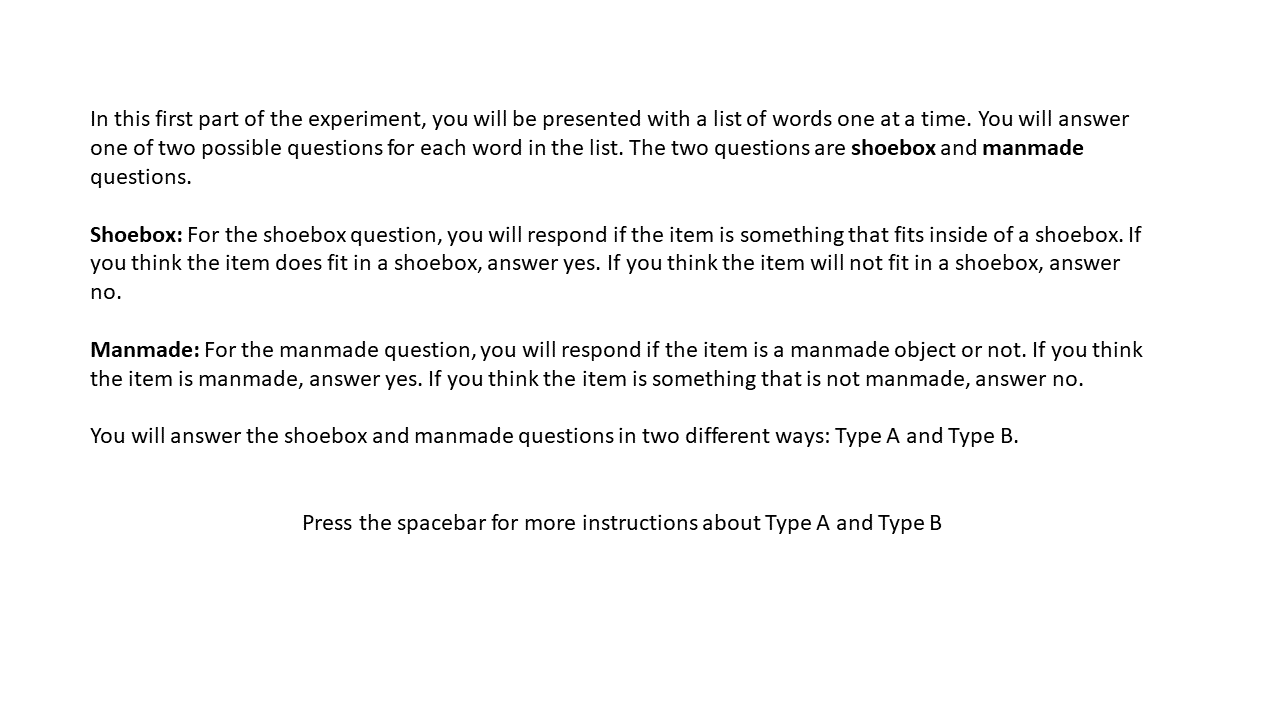 In this first part of the experiment, you will be presented with a list of words one at a time. You will answer
one of two possible questions for each word in the list. The two questions are shoebox and manmade
questions.
Shoebox: For the shoebox question, you will respond if the item is something that fits inside of a shoebox. If
you think the item does fit in a shoebox, answer yes. If you think the item will not fit in a shoebox, answer
no.
Manmade: For the manmade question, you will respond if the item is a manmade object or not. If you think
the item is manmade, answer yes. If you think the item is something that is not manmade, answer no.
You will answer the shoebox and manmade questions in two different ways: Type A and Type B.
Press the spacebar for more instructions about Type A and Type B